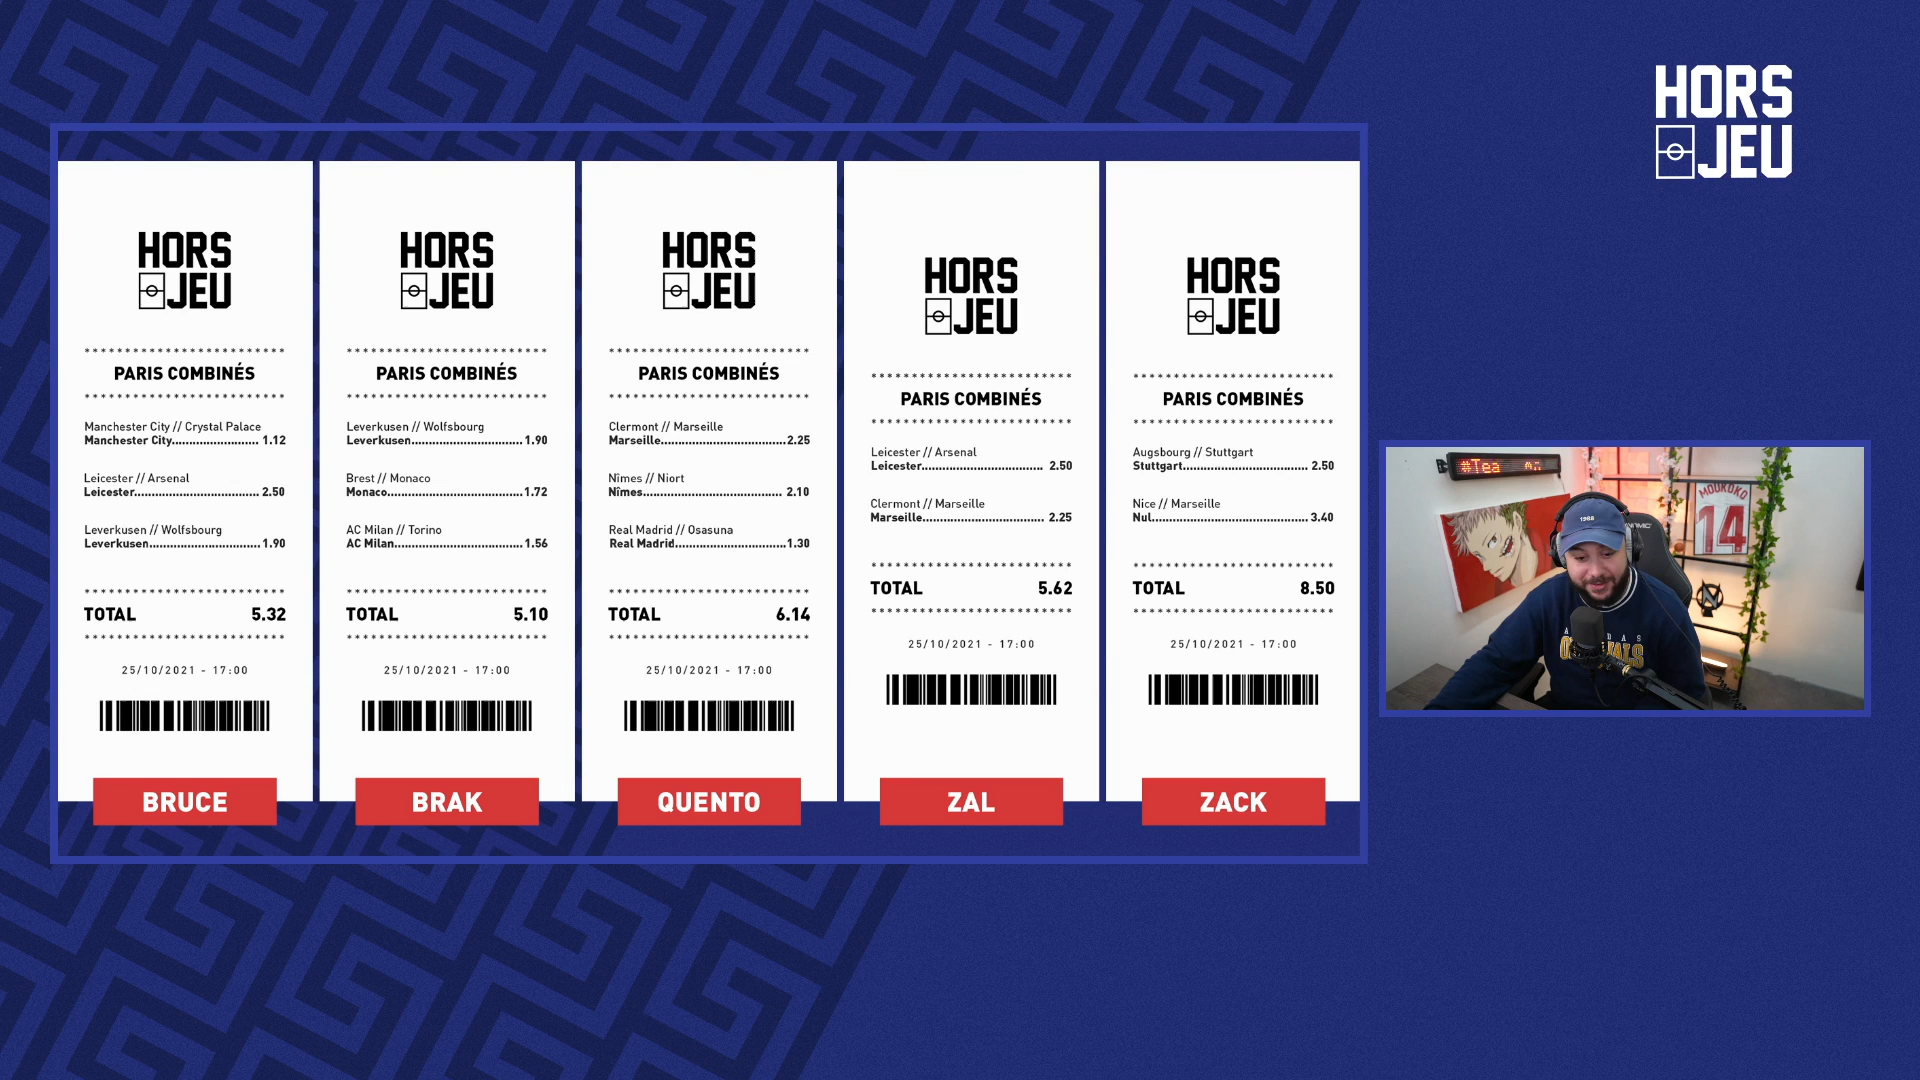 HORS
JEU
HORS
JEU
* * * * * * * * * * * * * * * * * * * * * * * * *
PARIS COMBINÉS
* * * * * * * * * * * * * * * * * * * * * * * * *
Manchester City // Crystal Palace
Manchester City........................ 1.12
Leicester // Arsenal
Leicester.................................. 2.50
Leverkusen // Wolfsbourg
Leverkusen.............................. 1.90
TOTAL 5.32
25/10/2021 - 17:00
BRUCE
HORS
JEU
PARIS COMBINÉS
Leverkusen // Wolfsbourg
Leverkusen..............................1.90
Brest // Monaco
Monaco.....................................1.72
AC Milan // Torino
AC Milan...................................1.56
TOTAL 5.10
25/10/2021 - 17:00
BRAK
HORS
JEU
PARIS COMBINÉS
Clermont // Marseille
Marseille..................................2.25
Nîmes // Niort
Nîmes...................................... 2.10
Real Madrid // Osasuna
Real Madrid..............................1.30
TOTAL 6.14
25/10/2021 - 17:00
QUENTO
HORS
JEU
PARIS COMBINÉS
Leicester // Arsenal
Leicester................................. 2.50
Clermont // Marseille
Marseille................................. 2.25
TOTAL 5.62
25/10/2021 - 17:00
ZAL
HORS
JEU
PARIS COMBINÉS
Augsbourg // Stuttgart
Stuttgart.................................. 2.50
Nice // Marseille
Nul........................................... 3.40
TOTAL 8.50
25/10/2021 - 17:00
ZACK
#Tea
MOUKOKO
14
1988